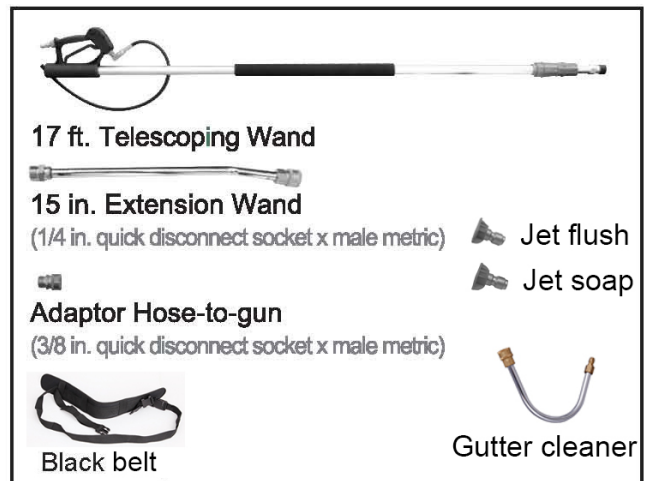 17 ft. Telescoping Wand
15 in. Extension Wand
(1/4 in. quick disconnect socket x male metric)
Jet flush
Jet soap
Adaptor Hose-to-gun
(3/8 in. quick disconnect socket x male metric)
Black belt
Gutter cleaner